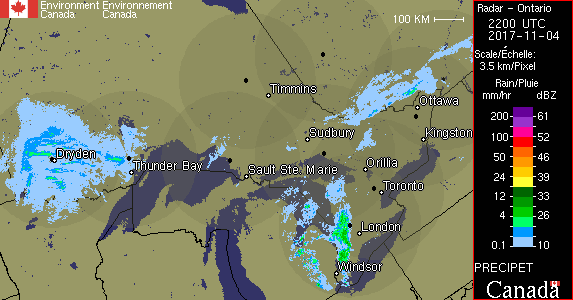 Environment Environnement
Canada Canada
100 KM
Radar - Ontario
2200 UTC
2017-11-04
Scale/Échelle:
3.5 km/Pixel
Rain/Pluie
mm/hr dBZ
200 61
100 52
50 46
24 39
12 33
4 26
0.1 10
PRECIPET
Canada
Timmins
Ottawa
Sudbury
Kingston
Dryden
Thunder Bay
Sault Ste. Marie
Orillia
Toronto
London
Windsor